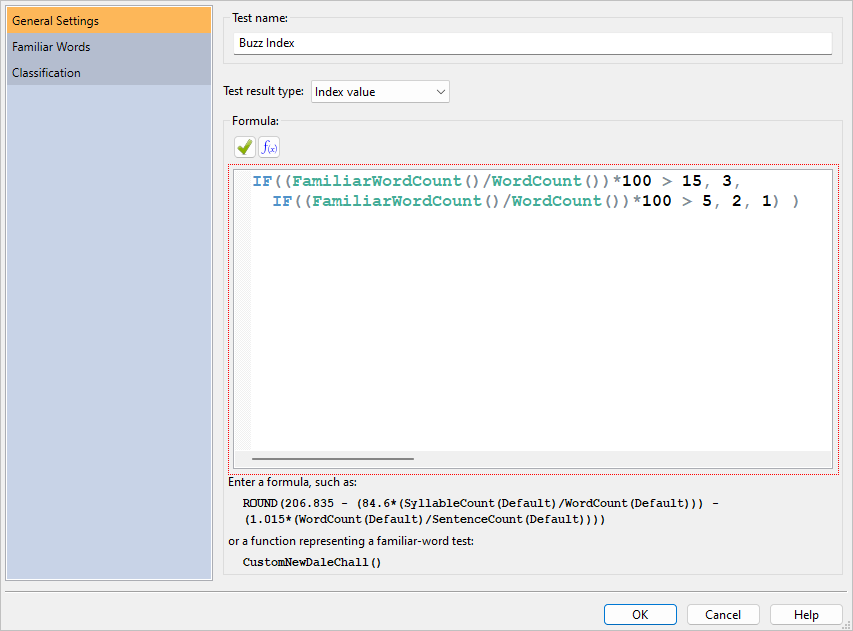 General Settings
Familiar Words
Classification
Test name:
Buzz Index
Test result type:
Index value
Formula:
f(x)
IF((FamiliarWordCount()/WordCount())*100 > 15, 3,
IF((FamiliarWordCount()/WordCount())*100 > 5, 2, 1) )
Enter a formula, such as:
ROUND(206.835 - (84.6*(SyllableCount(Default)/WordCount(Default))) -
(1.015*(WordCount(Default)/SentenceCount(Default))))
or a function representing a familiar-word test:
CustomNewDaleChall()
OK
Cancel
Help